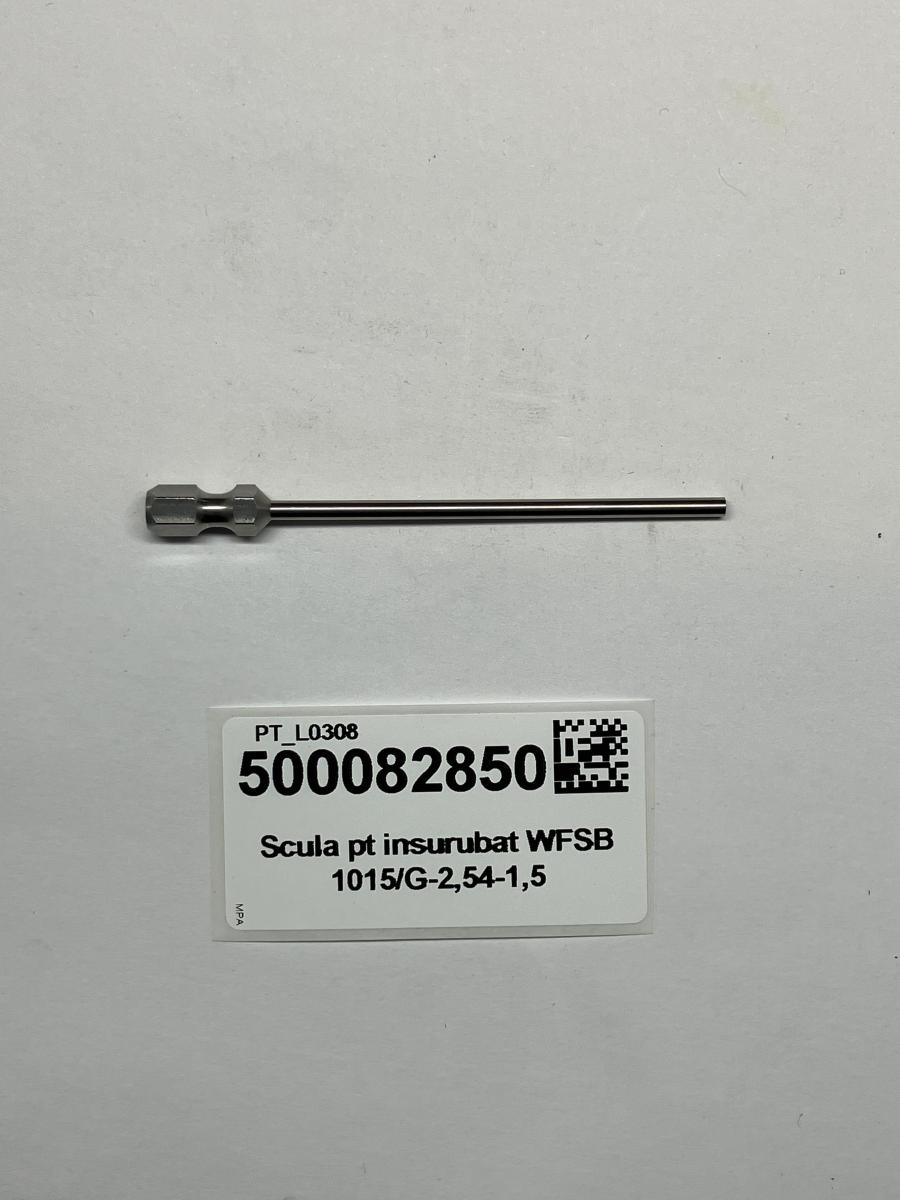 PT_L0308
500082850
Scula pt insurubat WFSB
1015/G-2,54-1,5
MPA